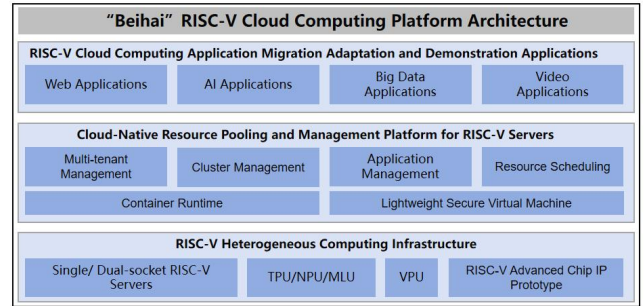 “Beihai” RISC-V Cloud Computing Platform Architecture
RISC-V Cloud Computing Application Migration Adaptation and Demonstration Applications
Web Applications
AI Applications
Big Data
Applications
Video
Applications
Cloud-Native Resource Pooling and Management Platform for RISC-V Servers
Multi-tenant
Management
Cluster Management
Application
Management
Resource Scheduling
Container Runtime
Lightweight Secure Virtual Machine
RISC-V Heterogeneous Computing Infrastructure
Single/ Dual-socket RISC-V
Servers
TPU/NPU/MLU
VPU
RISC-V Advanced Chip IP
Prototype